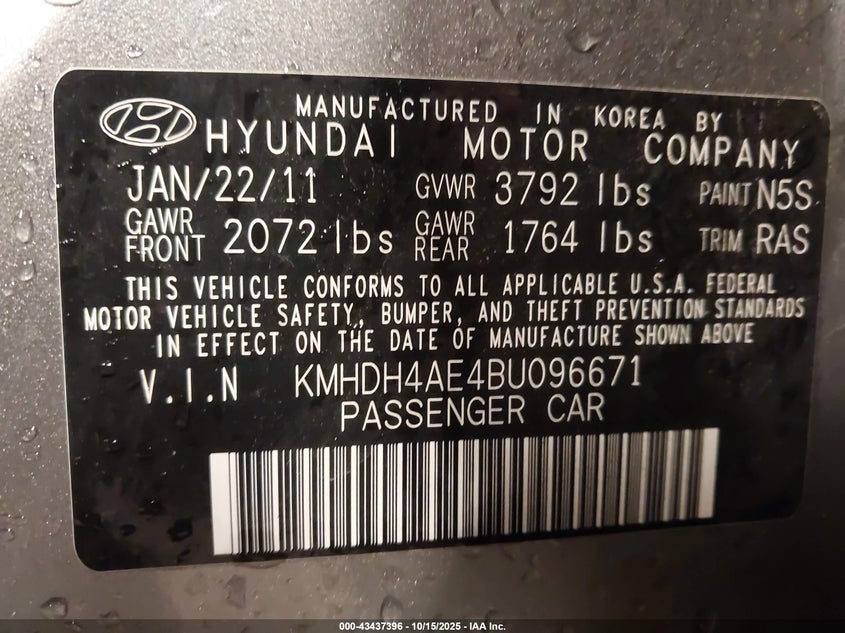 MANUFACTURED IN KOREA BY
HYUNDAI MOTOR COMPANY
JAN/22/11 GVWR 3792 lbs PAINT N5S
GAWR FRONT 2072 lbs GAWR REAR 1764 lbs TRIM RAS
THIS VEHICLE CONFORMS TO ALL APPLICABLE U.S.A. FEDERAL
MOTOR VEHICLE SAFETY, BUMPER, AND THEFT PREVENTION STANDARDS
IN EFFECT ON THE DATE OF MANUFACTURE SHOWN ABOVE
V.I.N KMHDH4AE4BU096671
PASSENGER CAR
000-43437396 - 10/15/2025 - IAA Inc.